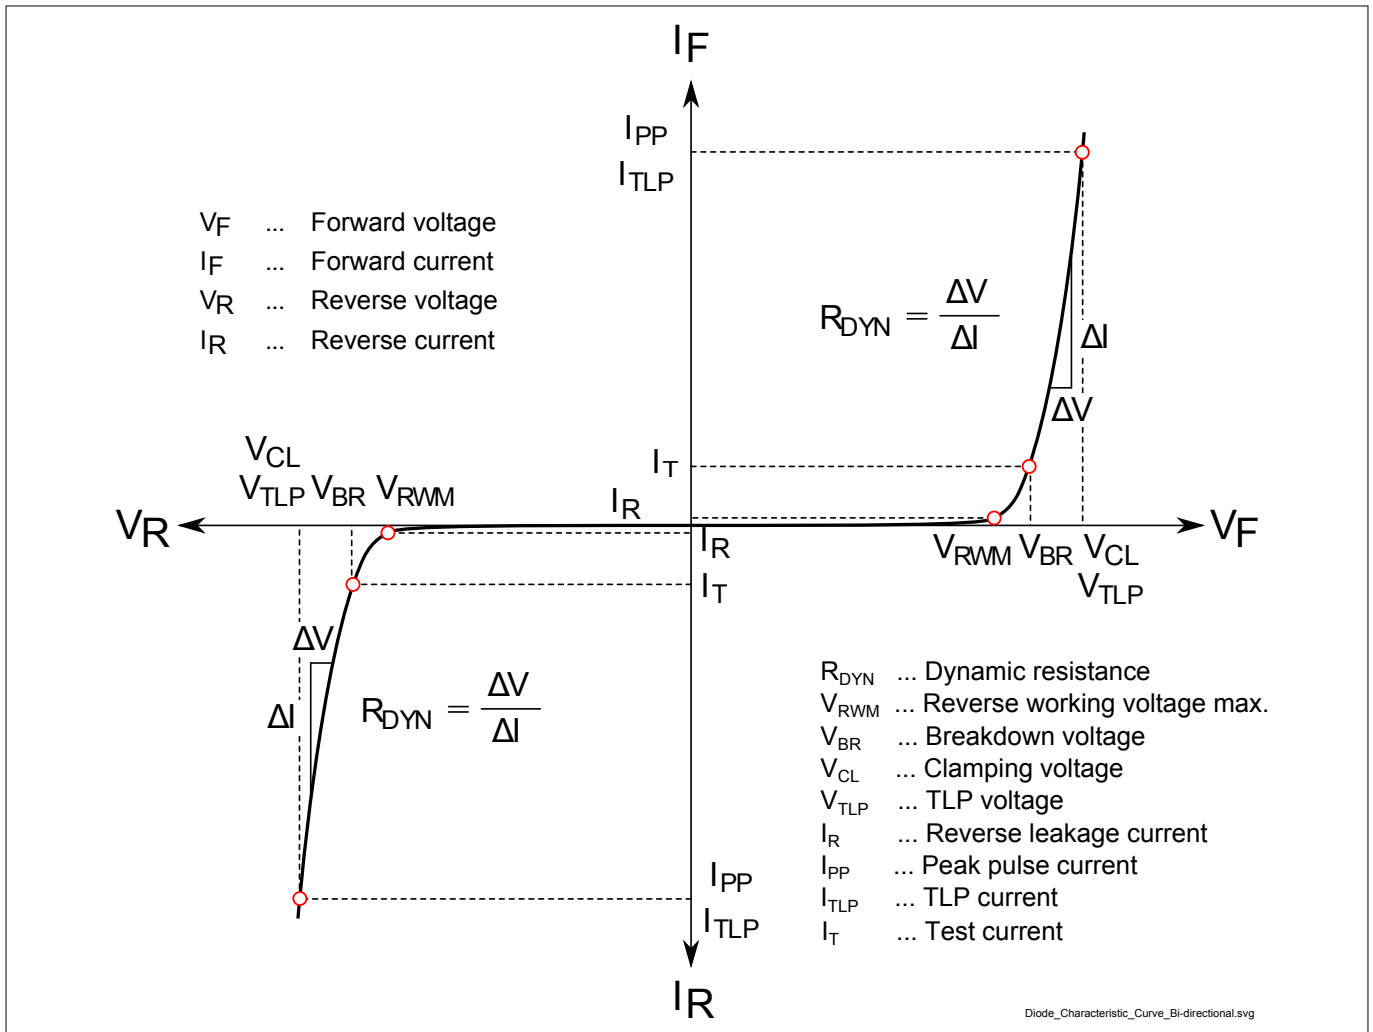 IF
IPP
ITLP
VF ... Forward voltage
IF ... Forward current
VR ... Reverse voltage
IR ... Reverse current
RDYN = ΔV
ΔI
ΔI
ΔV
VCL
VTLP VBR VRWM
IT
IR
VR
VF
IR
VRWM VBR VCL
VTLP
IT
ΔV
ΔI
RDYN = ΔV
ΔI
RDYN ... Dynamic resistance
VRWM ... Reverse working voltage max.
VBR ... Breakdown voltage
VCL ... Clamping voltage
VTLP ... TLP voltage
IR ... Reverse leakage current
IPP ... Peak pulse current
ITLP ... TLP current
IT ... Test current
IPP
ITLP
IR
Diode_Characteristic_Curve_Bi-directional.svg